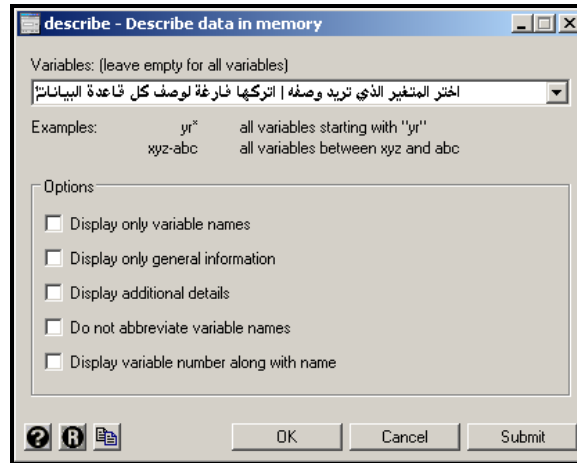 describe - Describe data in memory
Variables: (leave empty for all variables)
اختر المتغير الذي تريد وصفه | اتركها فارغة لوصف كل قاعدة البيانات
Examples: yr* all variables starting with "yr"
xyz-abc all variables between xyz and abc
Options
Display only variable names
Display only general information
Display additional details
Do not abbreviate variable names
Display variable number along with name
? R OK Cancel Submit